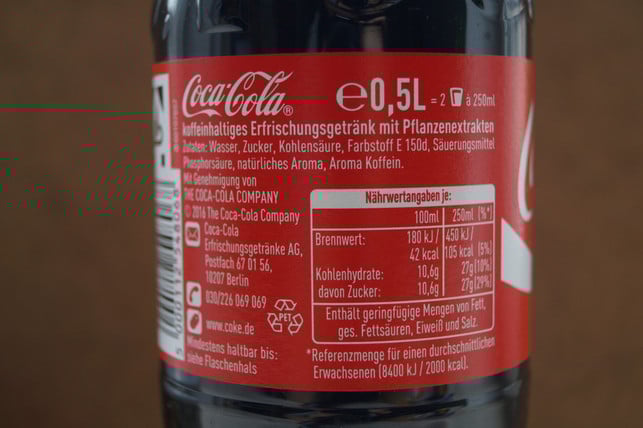 Coca-Cola®
℮0,5L = 2 à 250ml
koffeinhaltiges Erfrischungsgetränk mit Pflanzenextrakten
Zutaten: Wasser, Zucker, Kohlensäure, Farbstoff E 150d, Säuerungsmittel
Phosphorsäure, natürliches Aroma, Aroma Koffein.
Mit Genehmigung von
THE COCA-COLA COMPANY
© 2016 The Coca-Cola Company
Coca-Cola
Erfrischungsgetränke AG,
Postfach 67 01 56,
10207 Berlin
030/226 069 069
www.coke.de
PET
Mindestens haltbar bis:
siehe Flaschenhals
Nährwertangaben je:
100ml 250ml (%*)
Brennwert: 180 kJ / 450 kJ /
42 kcal 105 kcal (5%)
Kohlenhydrate: 10,6g 27g (10%)
davon Zucker: 10,6g 27g (29%)
Enthält geringfügige Mengen von Fett,
ges. Fettsäuren, Eiweiß und Salz.
*Referenzmenge für einen durchschnittlichen
Erwachsenen (8400 kJ / 2000 kcal).